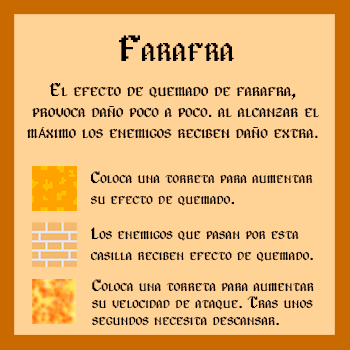 Farafra
El efecto de quemado de farafra,
provoca daño poco a poco. al alcanzar el
máximo los enemigos reciben daño extra.
Coloca una torreta para aumentar
su efecto de quemado.
Los enemigos que pasan por esta
casilla reciben efecto de quemado.
Coloca una torreta para aumentar
su velocidad de ataque. Tras unos
segundos necesita descansar.